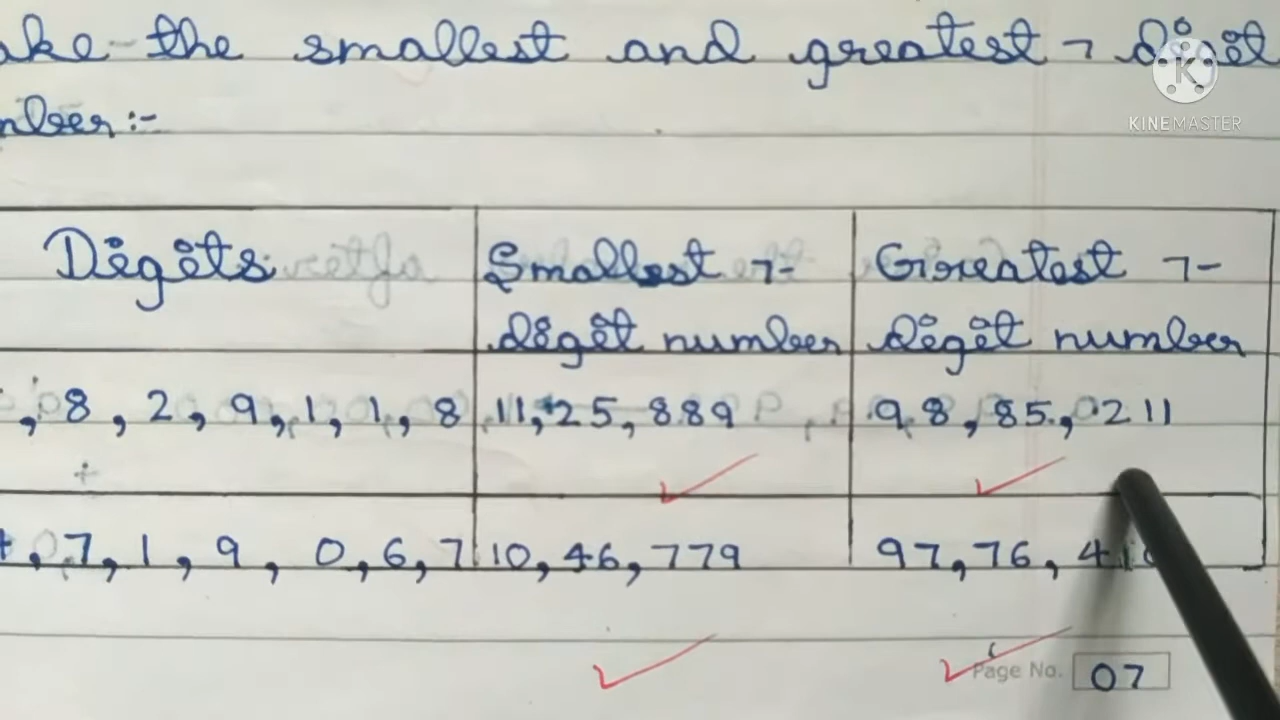 ake the smallest and greatest 7 digit
mber:-
Digits
Smallest 7-
digit number
Greatest 7-
digit number
, 8, 2, 9, 1, 1, 8
11,25,889
98,85,211
, 7, 1, 9, 0, 6, 7
10,46,779
97,76,41
Page No. 07
KINEMASTER